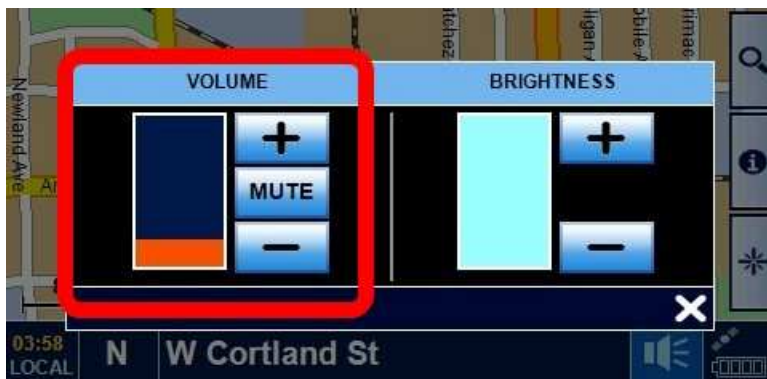 VOLUME
BRIGHTNESS
+
+
MUTE
−
−
Newland Ave
03:58
LOCAL
N
W Cortland St